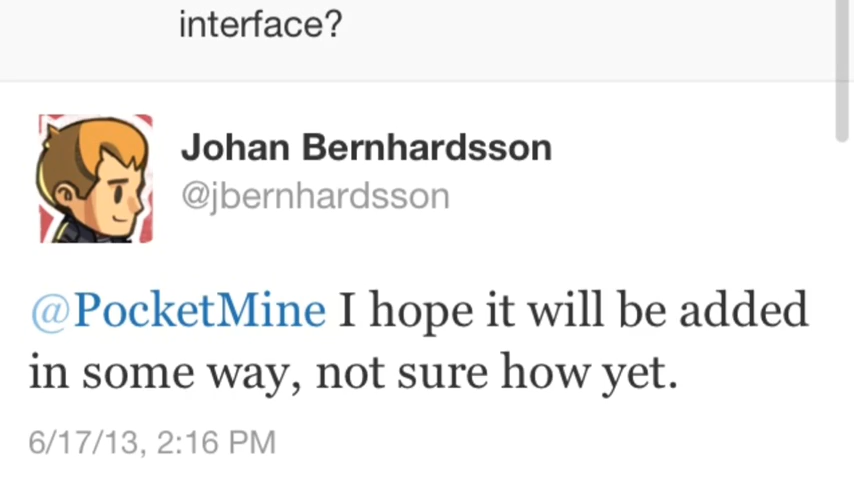 interface?
Johan Bernhardsson
@jbernhardsson
@PocketMine I hope it will be added
in some way, not sure how yet.
6/17/13, 2:16 PM